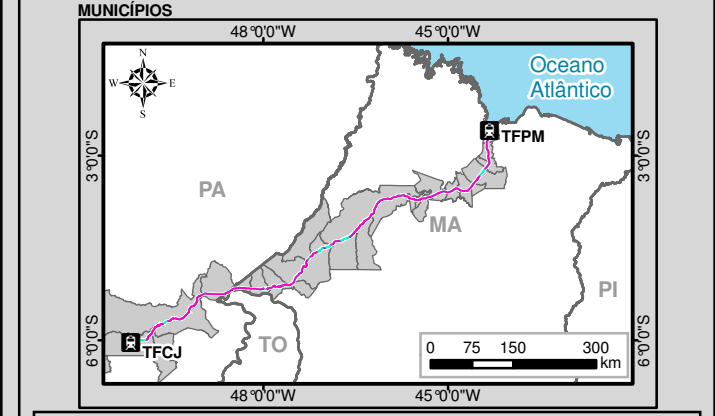 MUNICÍPIOS
48°0'0"W
45°0'0"W
N
W
E
S
Oceano
Atlântico
TFPM
3°0'0"S
3°0'0"S
PA
MA
PI
TO
TFCJ
6°0'0"S
6°0'0"S
0 75 150 300
km
48°0'0"W
45°0'0"W